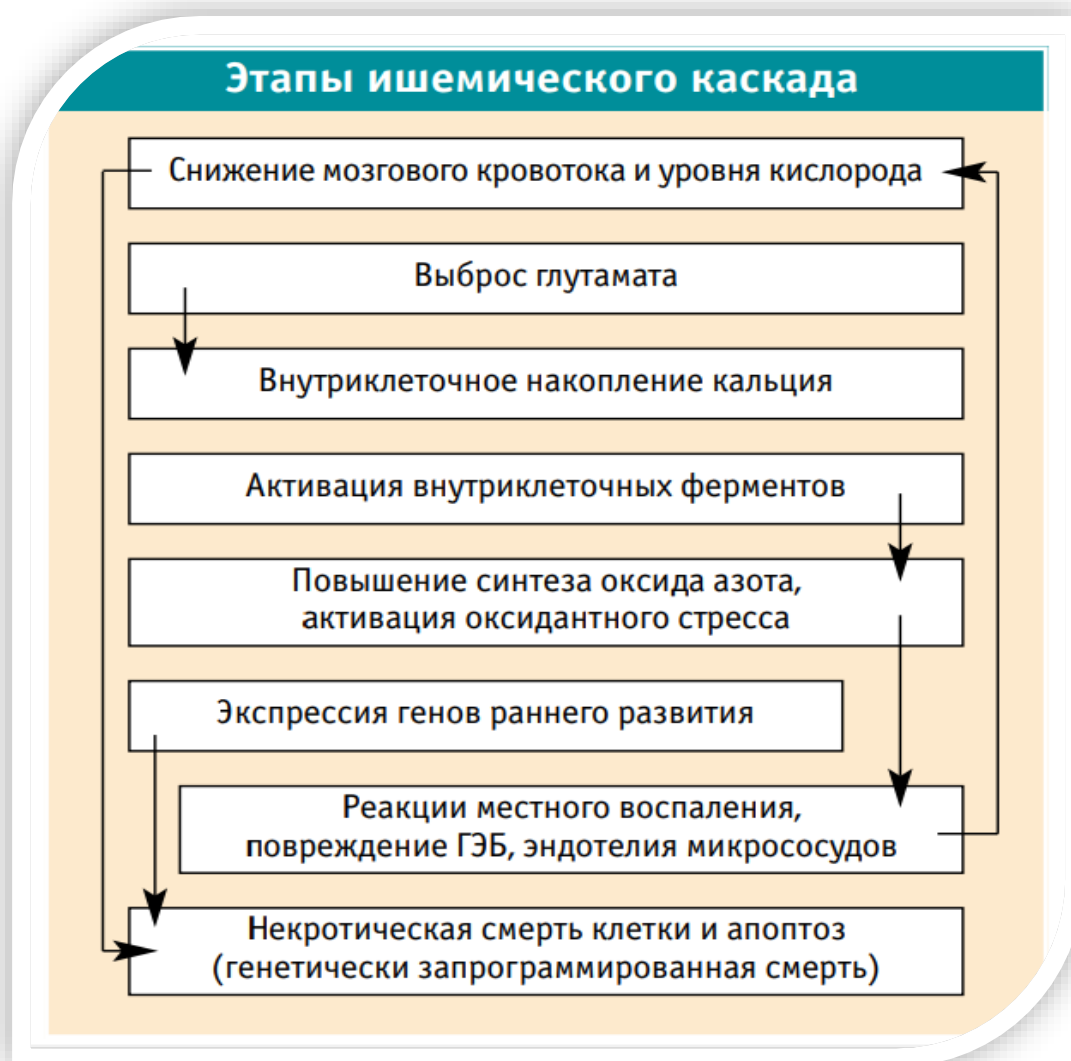 Этапы ишемического каскада
Снижение мозгового кровотока и уровня кислорода
Выброс глутамата
Внутриклеточное накопление кальция
Активация внутриклеточных ферментов
Повышение синтеза оксида азота,
активация оксидантного стресса
Экспрессия генов раннего развития
Реакции местного воспаления,
повреждение ГЭБ, эндотелия микрососудов
Некротическая смерть клетки и апоптоз
(генетически запрограммированная смерть)